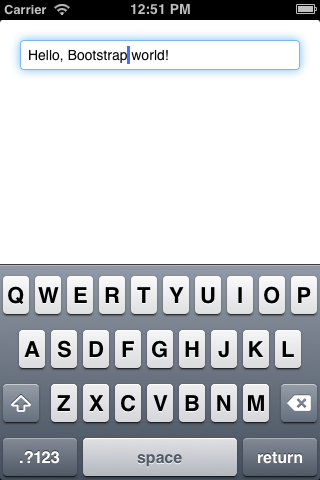 Carrier 12:51 PM
Hello, Bootstrap world!
Q W E R T Y U I O P
A S D F G H J K L
Z X C V B N M
.?123 space return